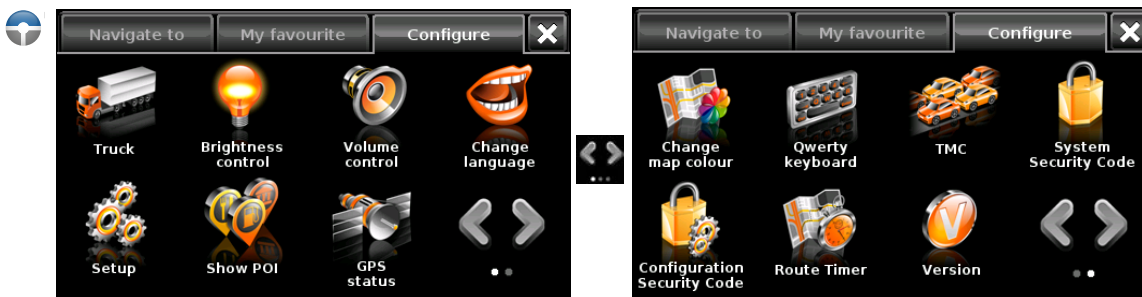 Navigate to My favourite Configure
Truck
Brightness
control
Volume
control
Change
language
Setup
Show POI
GPS
status
Navigate to My favourite Configure
Change
map colour
Qwerty
keyboard
TMC
System
Security Code
Configuration
Security Code
Route Timer
V
Version